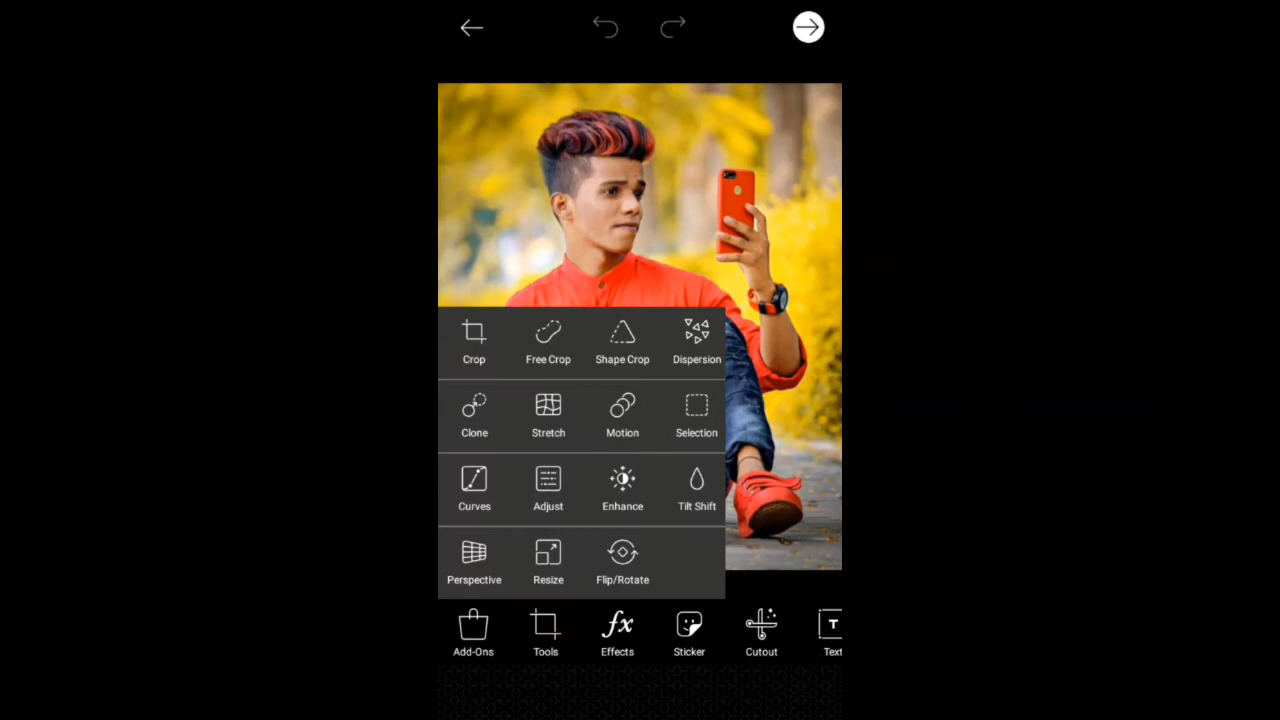 Crop Free Crop Shape Crop Dispersion
Clone Stretch Motion Selection
Curves Adjust Enhance Tilt Shift
Perspective Resize Flip/Rotate
fx
T
Add-Ons Tools Effects Sticker Cutout Text